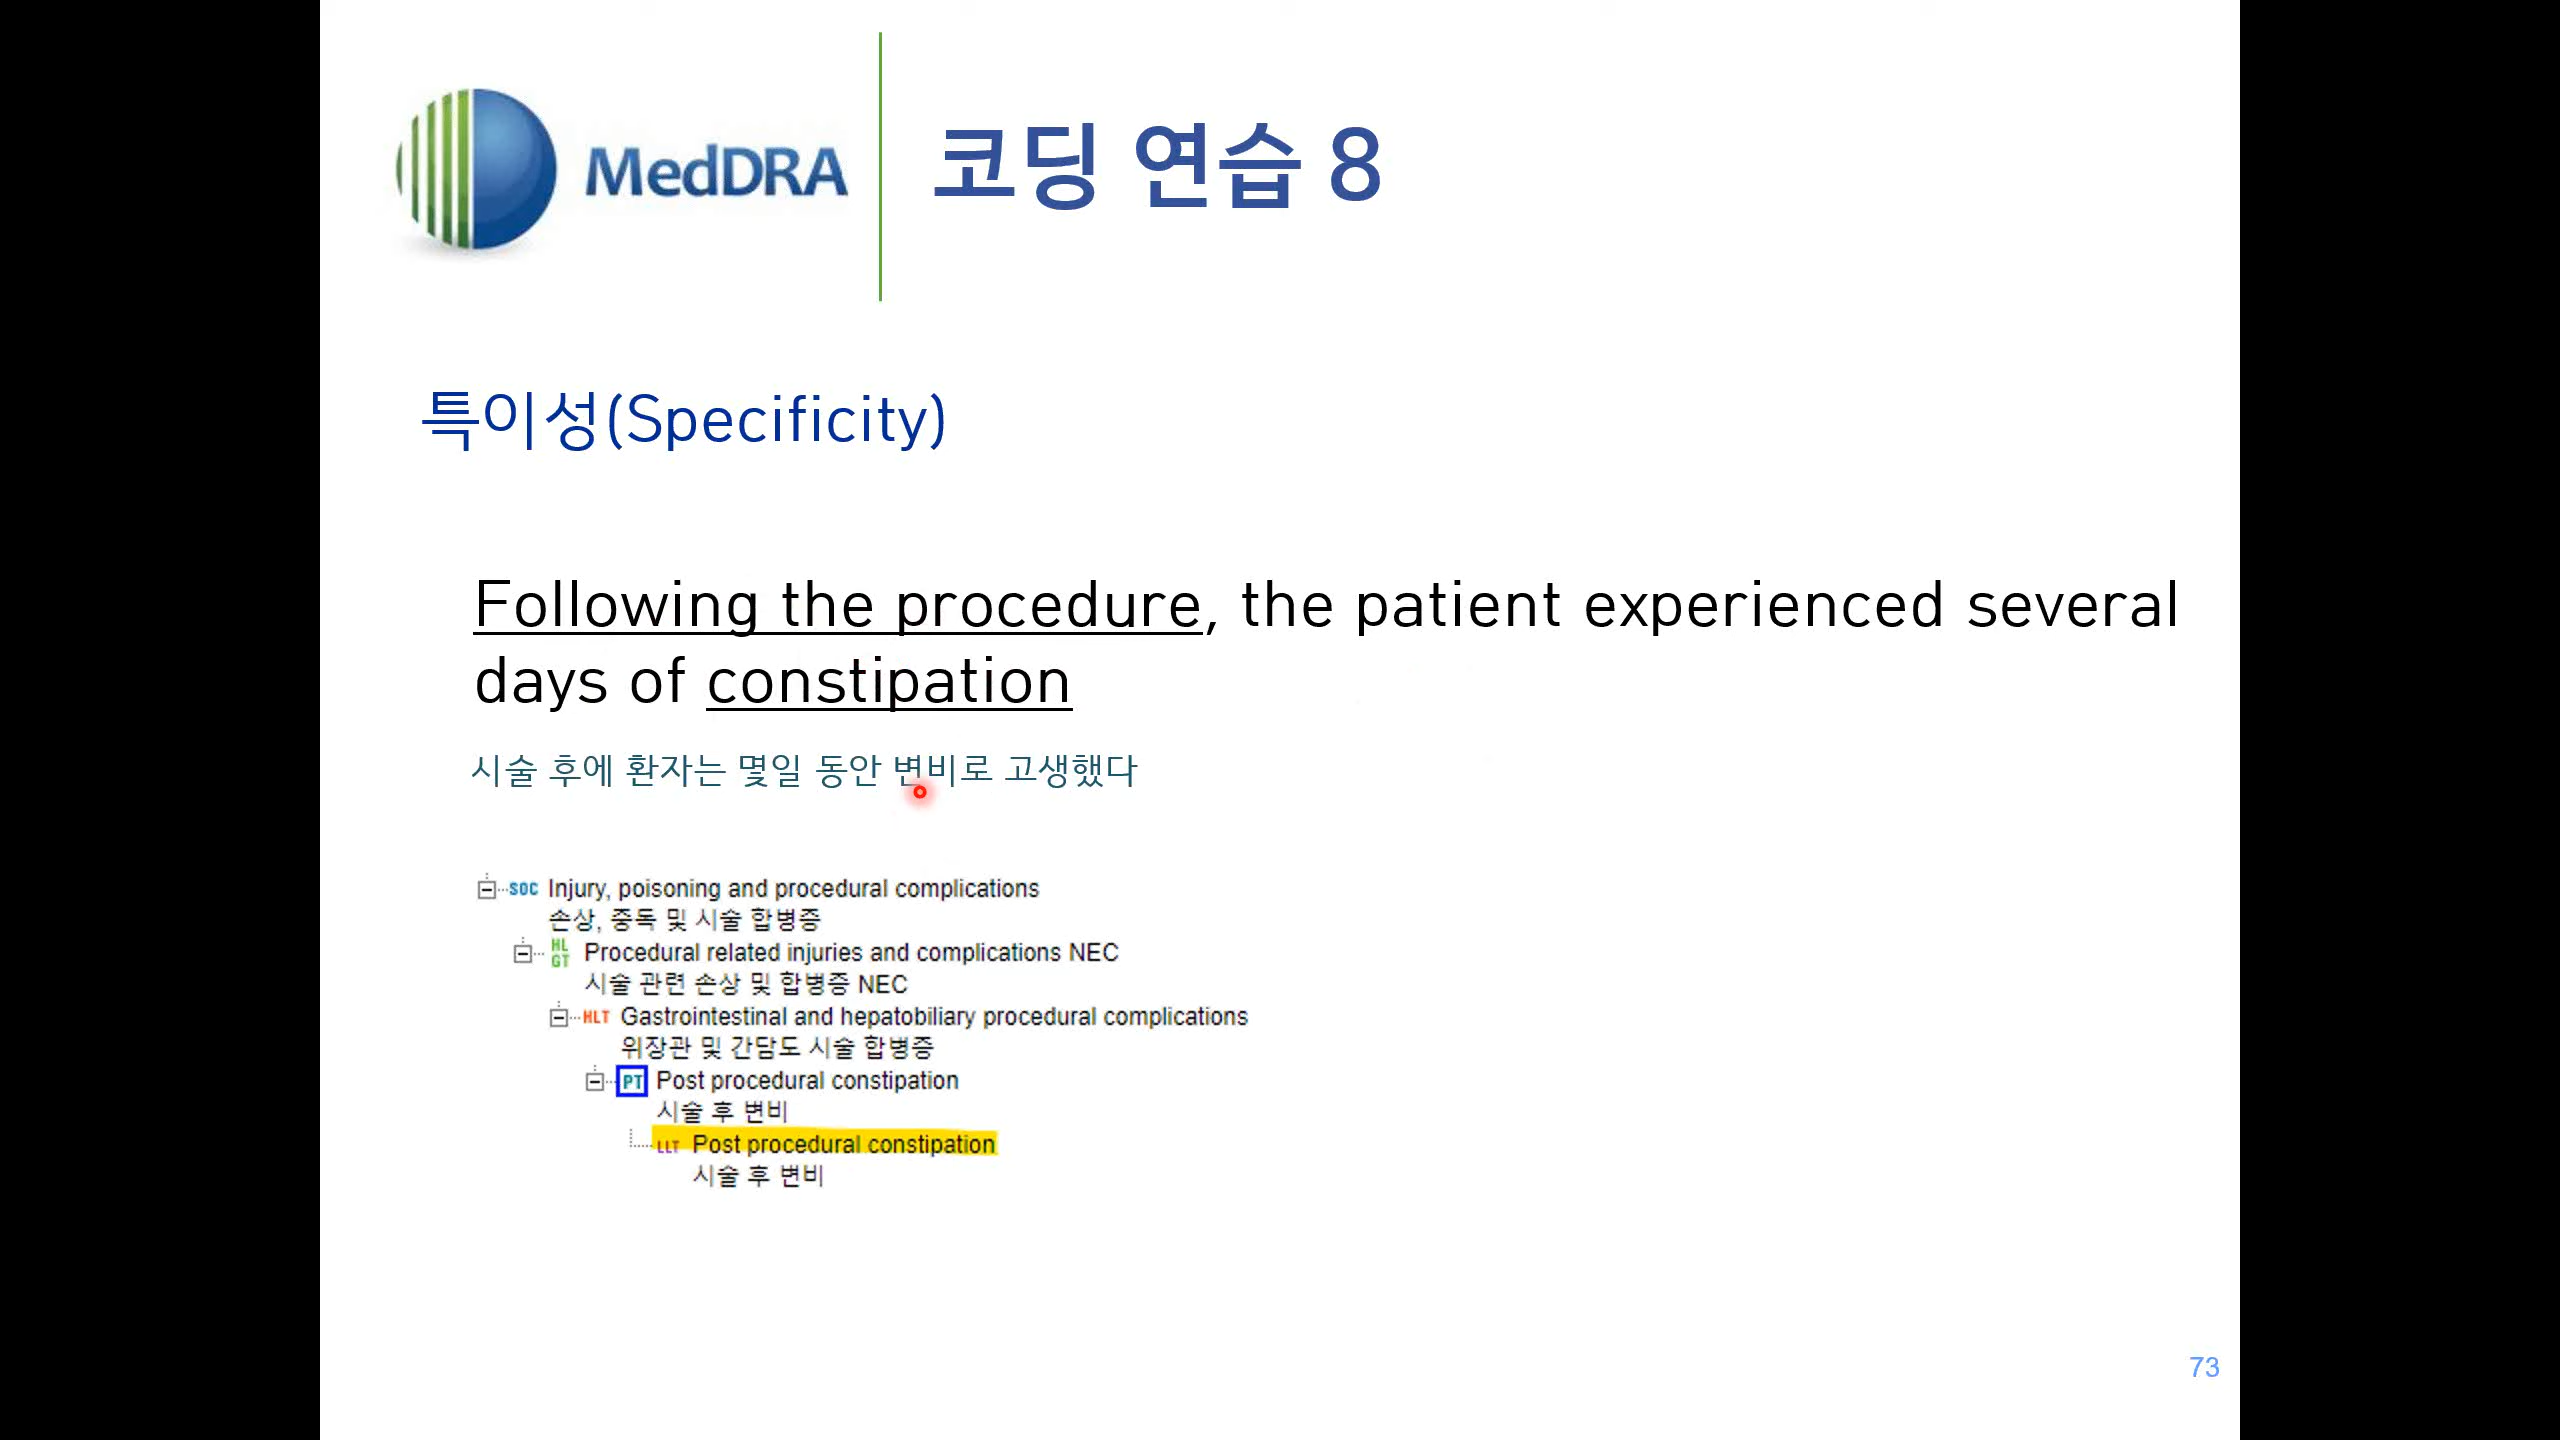 MedDRA
코딩 연습 8
특이성(Specificity)
Following the procedure, the patient experienced several
days of constipation
시술 후에 환자는 몇일 동안 변비로 고생했다
SOC Injury, poisoning and procedural complications
손상, 중독 및 시술 합병증
HLGT Procedural related injuries and complications NEC
시술 관련 손상 및 합병증 NEC
HLT Gastrointestinal and hepatobiliary procedural complications
위장관 및 간담도 시술 합병증
PT Post procedural constipation
시술 후 변비
LLT Post procedural constipation
시술 후 변비
73